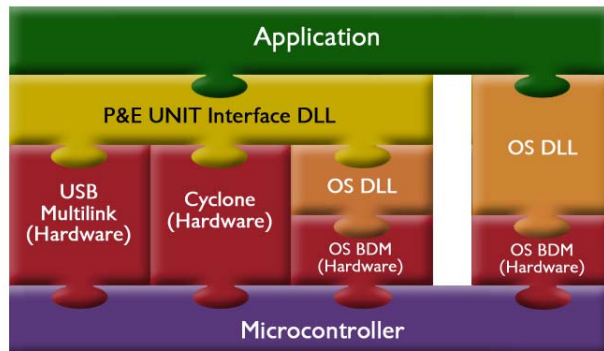 Application
P&E UNIT Interface DLL
USB
Multilink
(Hardware)
Cyclone
(Hardware)
OS DLL
OS BDM
(Hardware)
OS DLL
OS BDM
(Hardware)
Microcontroller